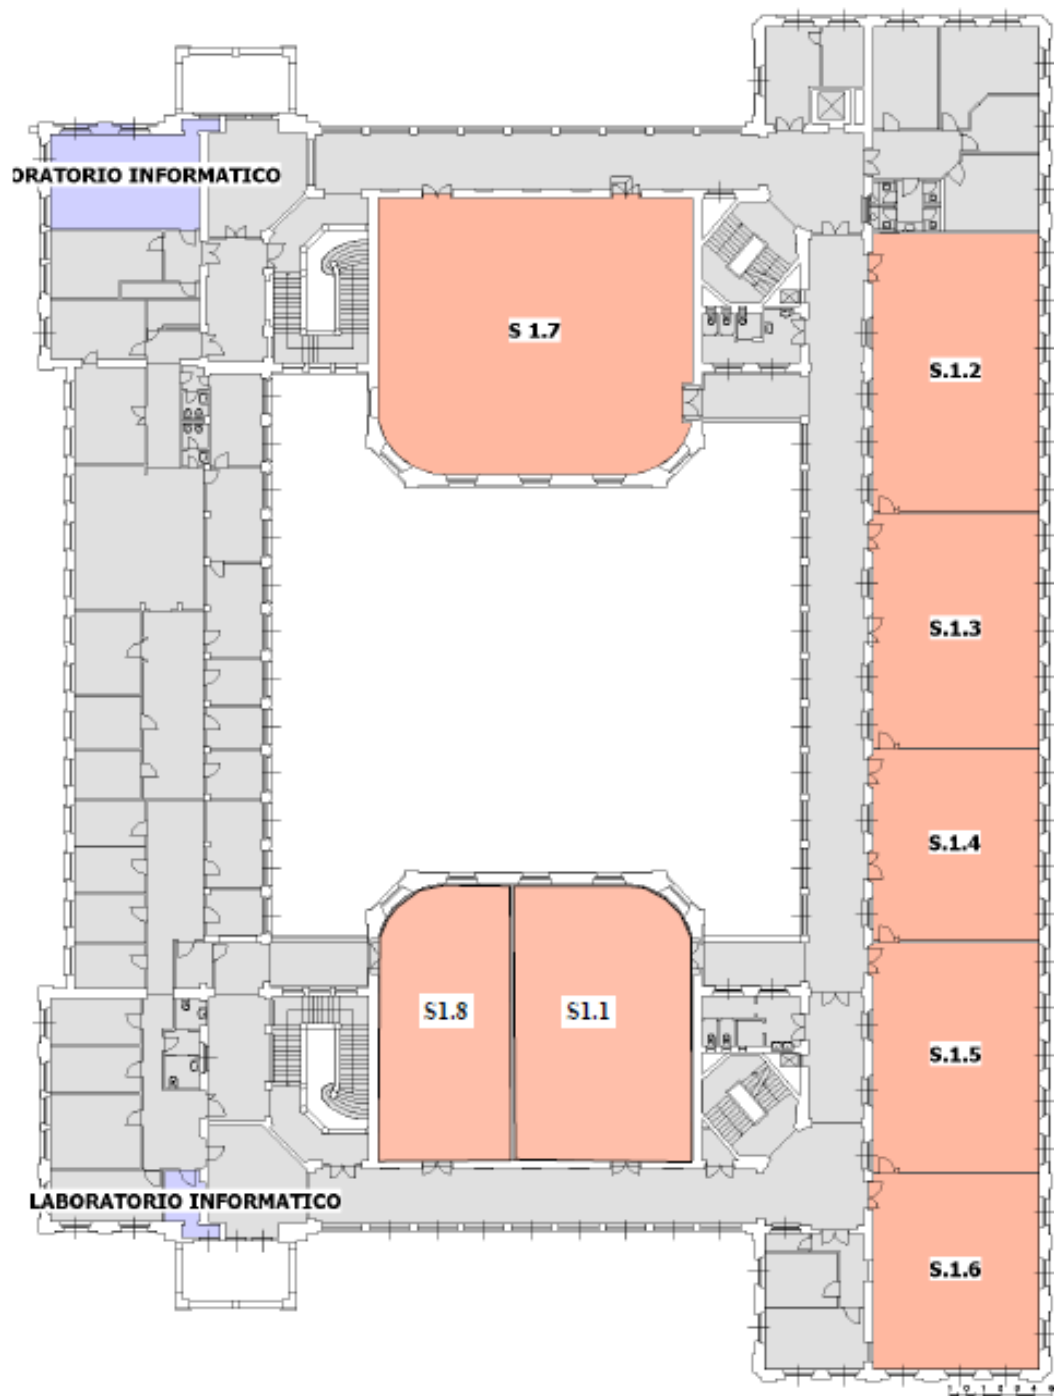 ORATORIO INFORMATICO
S 1.7
S.1.2
S.1.3
S.1.4
S1.8
S1.1
S.1.5
LABORATORIO INFORMATICO
S.1.6